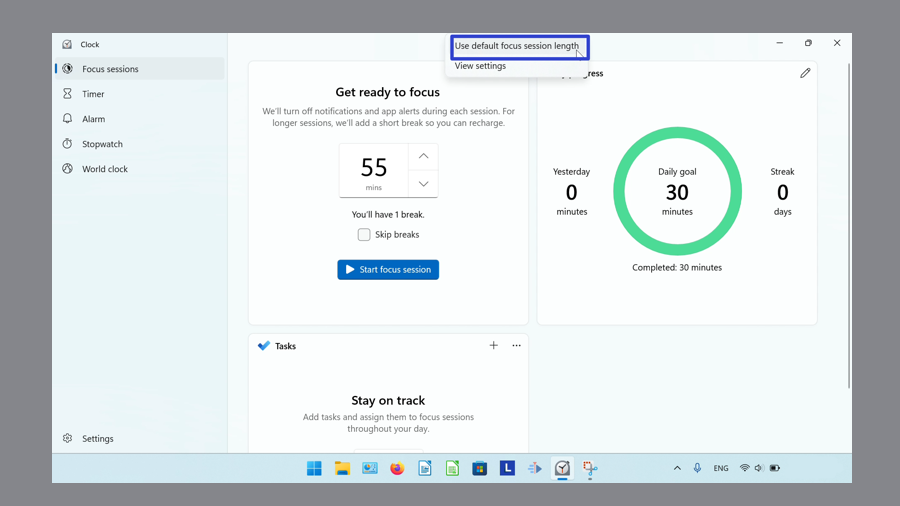 Clock
Focus sessions
Timer
Alarm
Stopwatch
World clock
Settings
Use default focus session length
View settings
Get ready to focus
We'll turn off notifications and app alerts during each session. For
longer sessions, we'll add a short break so you can recharge.
55
mins
You'll have 1 break.
Skip breaks
Start focus session
progress
Yesterday
0
minutes
Daily goal
30
minutes
Streak
0
days
Completed: 30 minutes
Tasks
Stay on track
Add tasks and assign them to focus sessions
throughout your day.
L
ENG